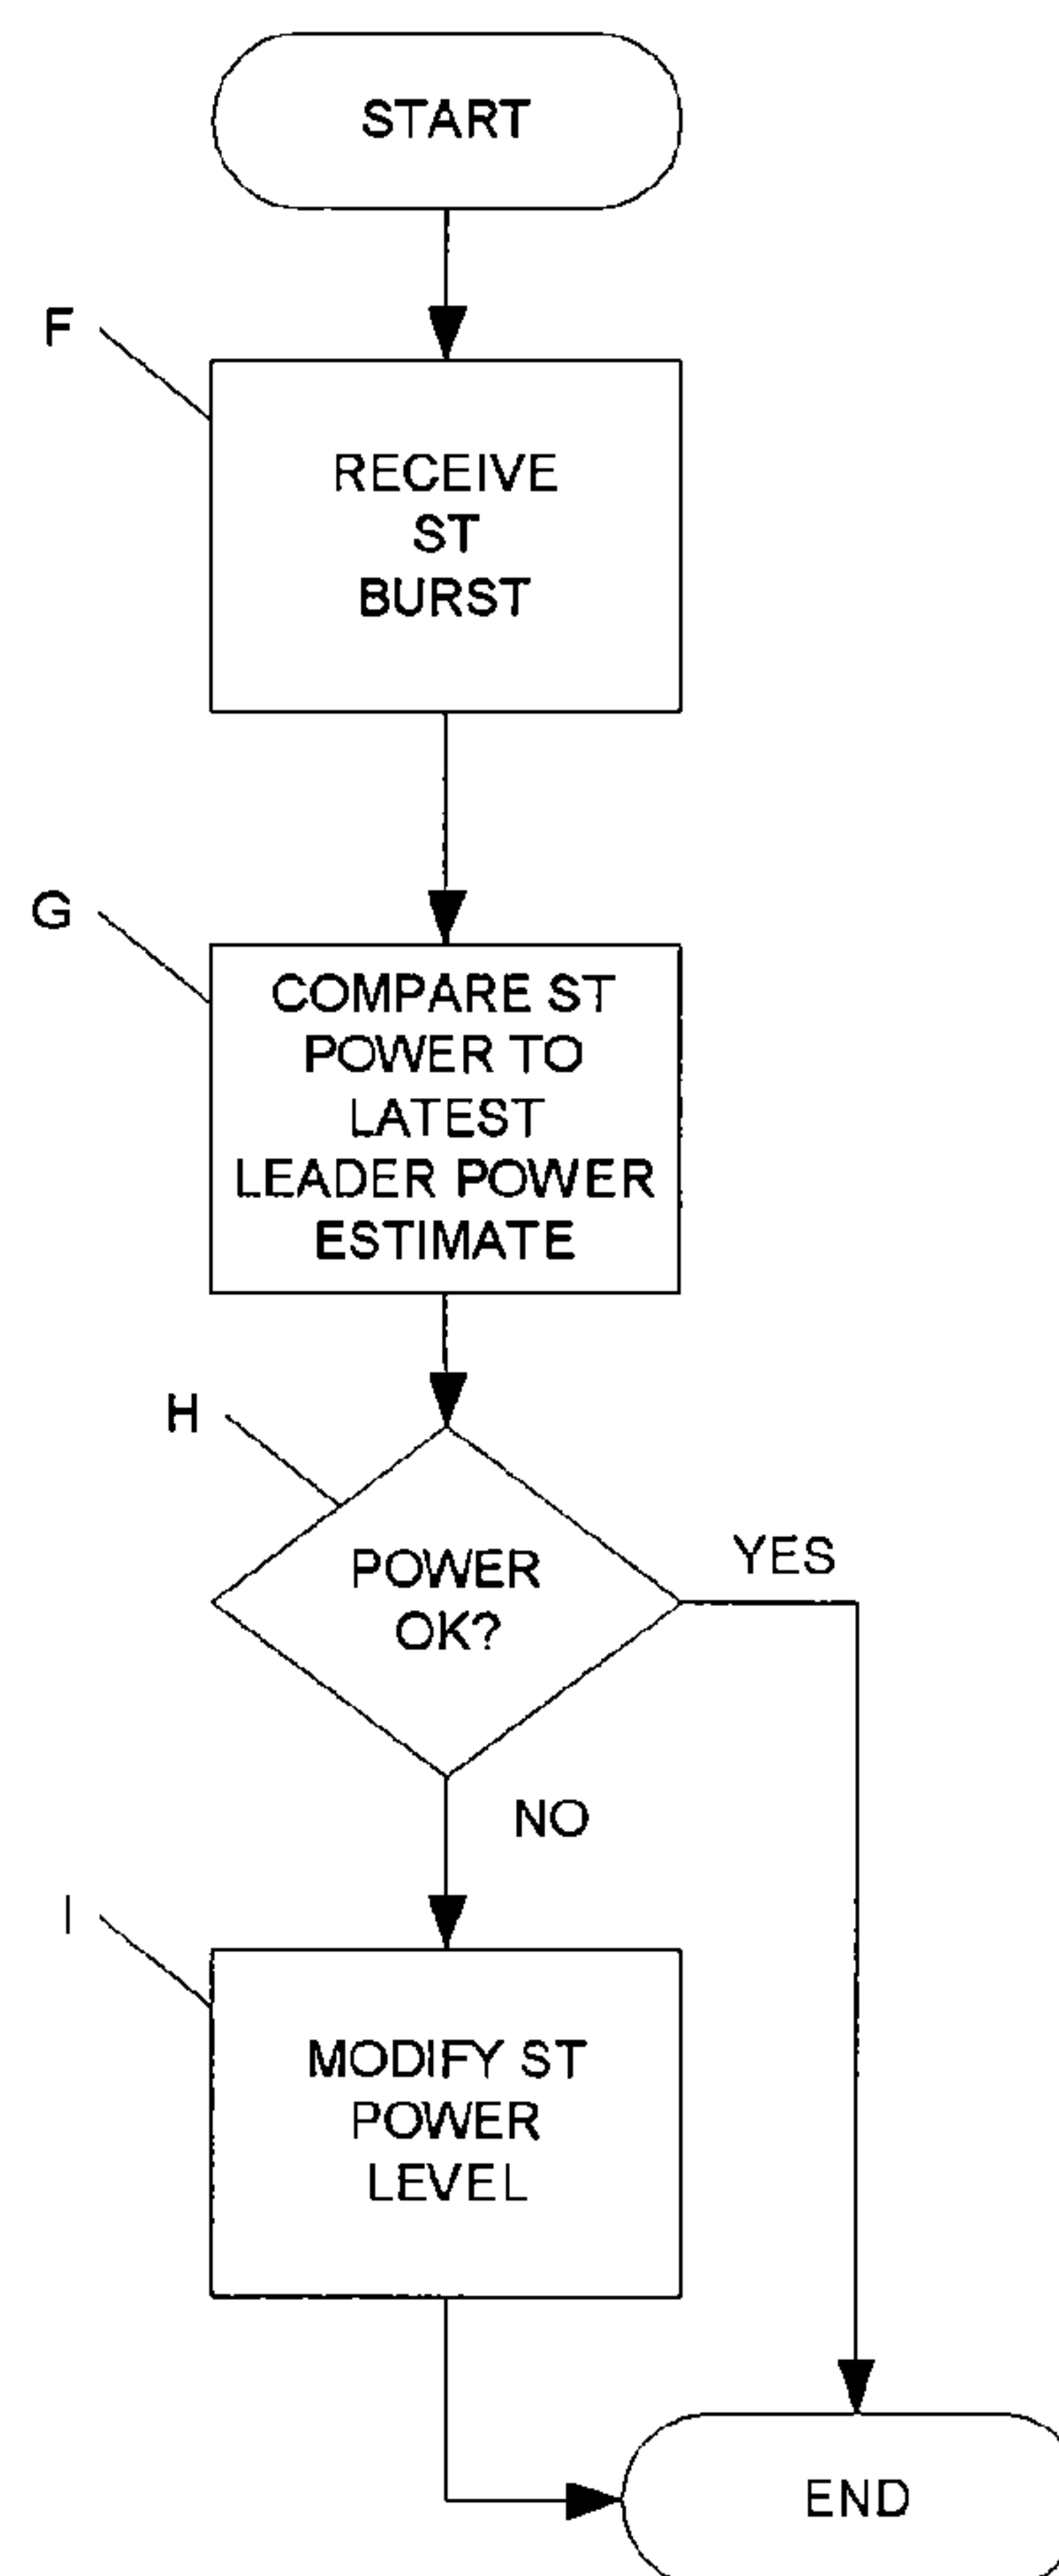 START
F
RECEIVE
ST
BURST
G
COMPARE ST
POWER TO
LATEST
LEADER POWER
ESTIMATE
H
POWER
OK?
YES
NO
I
MODIFY ST
POWER
LEVEL
END